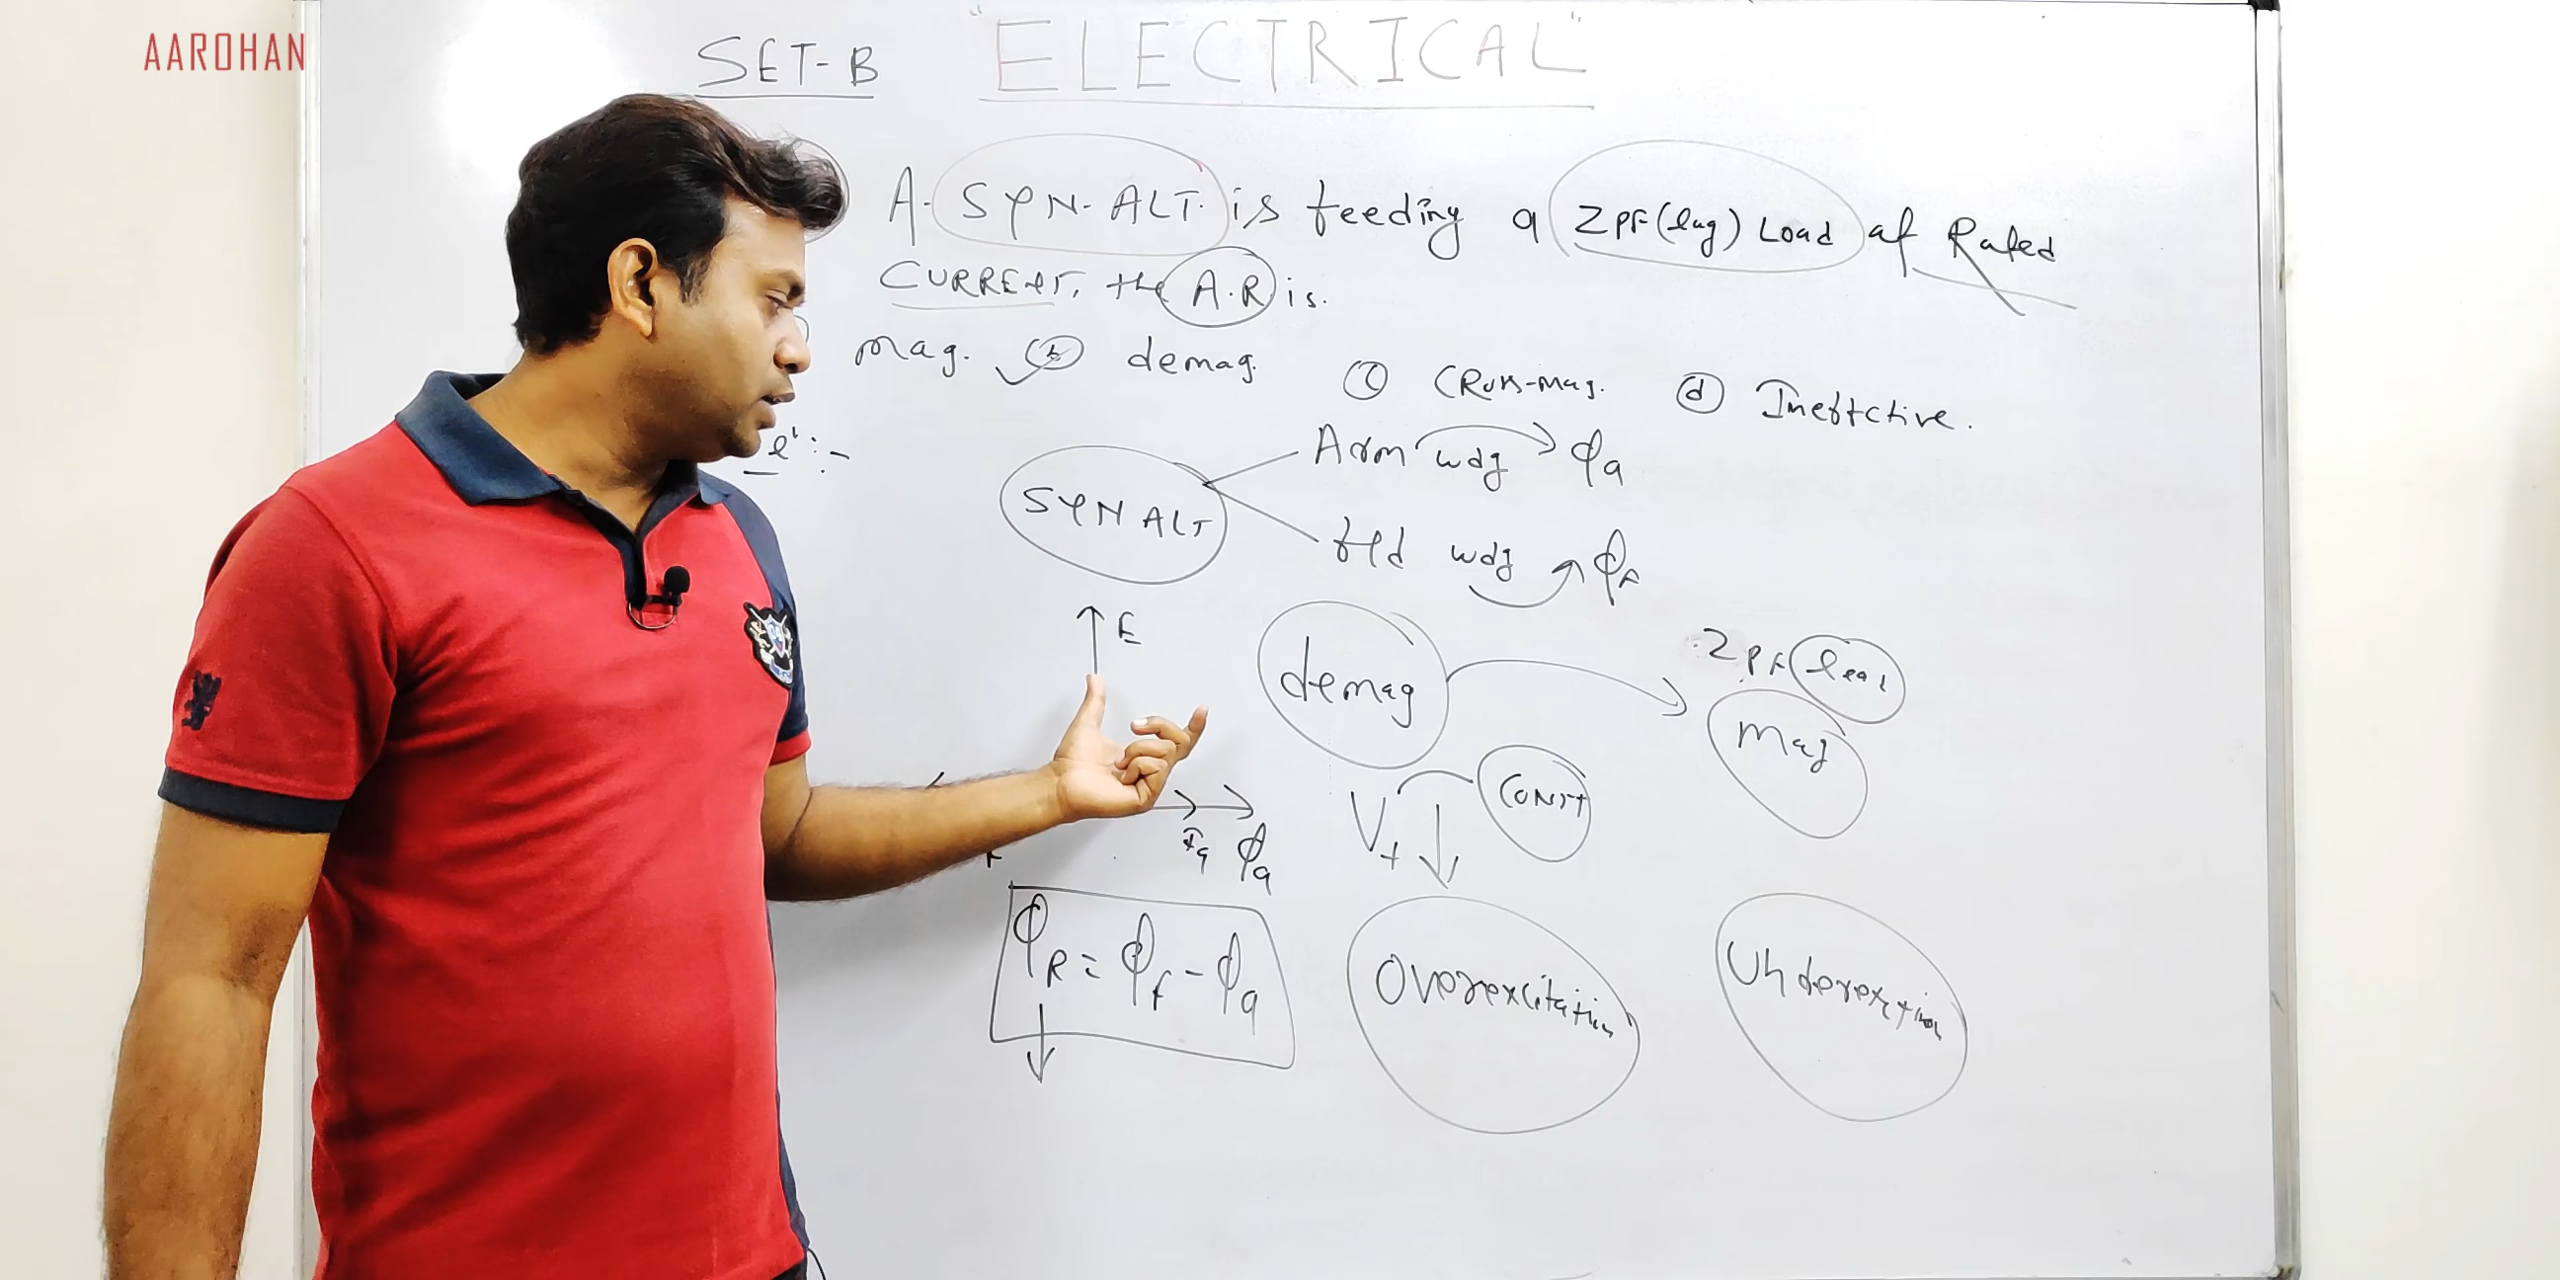 AAROHAN
SET-B "ELECTRICAL"
A. SYN-ALT. is feeding a ZPF(lag) Load at Rated
CURRENT, the A.R is.
mag. (b) demag. (c) CROSS-mag. (d) Ineffective.
SYN ALT
Arm wdg φa
fld wdg φf
E
demag
ZPF lead
mag
Ia φa
Vt ↓ CONST
φR = φf - φa
Overexcitation
Underexcitation